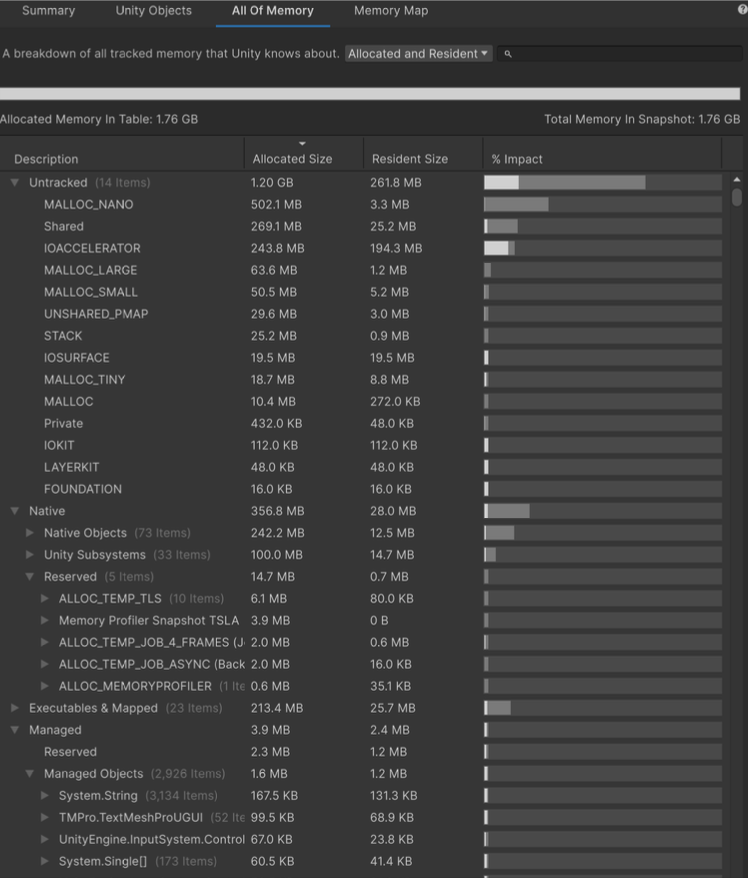 Summary Unity Objects All Of Memory Memory Map
A breakdown of all tracked memory that Unity knows about. Allocated and Resident
Allocated Memory In Table: 1.76 GB Total Memory In Snapshot: 1.76 GB
Description Allocated Size Resident Size % Impact
Untracked (14 Items) 1.20 GB 261.8 MB
MALLOC_NANO 502.1 MB 3.3 MB
Shared 269.1 MB 25.2 MB
IOACCELERATOR 243.8 MB 194.3 MB
MALLOC_LARGE 63.6 MB 1.2 MB
MALLOC_SMALL 50.5 MB 5.2 MB
UNSHARED_PMAP 29.6 MB 3.0 MB
STACK 25.2 MB 0.9 MB
IOSURFACE 19.5 MB 19.5 MB
MALLOC_TINY 18.7 MB 8.8 MB
MALLOC 10.4 MB 272.0 KB
Private 432.0 KB 48.0 KB
IOKIT 112.0 KB 112.0 KB
LAYERKIT 48.0 KB 48.0 KB
FOUNDATION 16.0 KB 16.0 KB
Native 356.8 MB 28.0 MB
Native Objects (73 Items) 242.2 MB 12.5 MB
Unity Subsystems (33 Items) 100.0 MB 14.7 MB
Reserved (5 Items) 14.7 MB 0.7 MB
ALLOC_TEMP_TLS (10 Items) 6.1 MB 80.0 KB
Memory Profiler Snapshot TSLA 3.9 MB 0 B
ALLOC_TEMP_JOB_4_FRAMES (J 2.0 MB 0.6 MB
ALLOC_TEMP_JOB_ASYNC (Back 2.0 MB 16.0 KB
ALLOC_MEMORYPROFILER (1 Ite 0.6 MB 35.1 KB
Executables & Mapped (23 Items) 213.4 MB 25.7 MB
Managed 3.9 MB 2.4 MB
Reserved 2.3 MB 1.2 MB
Managed Objects (2,926 Items) 1.6 MB 1.2 MB
System.String (3,134 Items) 167.5 KB 131.3 KB
TMPro.TextMeshProUGUI (52 Ite 99.5 KB 68.9 KB
UnityEngine.InputSystem.Control 67.0 KB 23.8 KB
System.Single[] (173 Items) 60.5 KB 41.4 KB